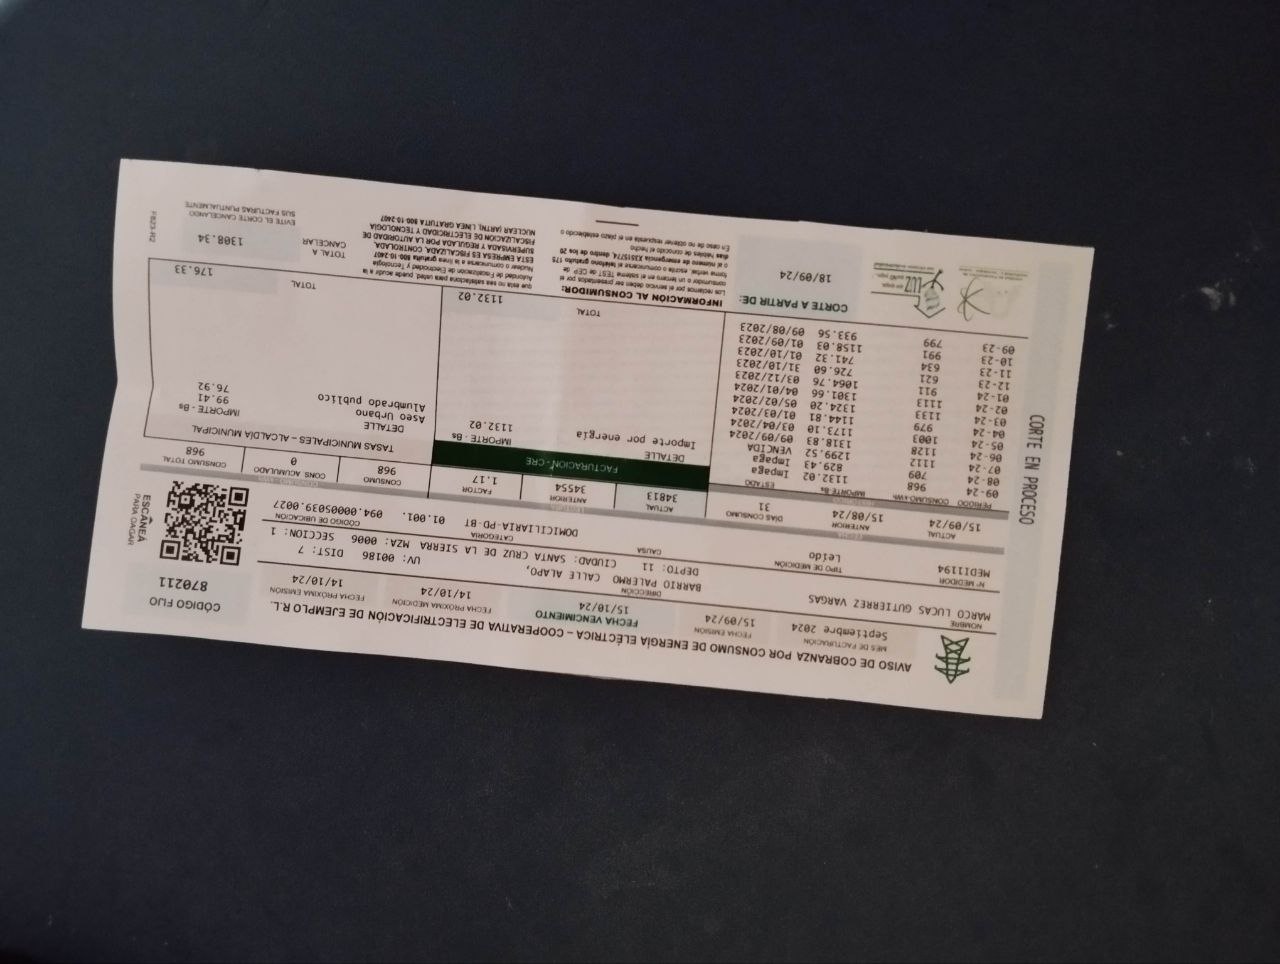 AVISO DE COBRANZA POR CONSUMO DE ENERGÍA ELÉCTRICA – COOPERATIVA DE ELECTRIFICACIÓN DE EJEMPLO R.L.
MES DE FACTURACIÓN
Septiembre 2024
FECHA EMISIÓN
15/09/24
FECHA VENCIMIENTO
15/10/24
FECHA PRÓXIMA MEDICIÓN
14/10/24
FECHA PRÓXIMA EMISIÓN
14/10/24
CÓDIGO FIJO
870211
NOMBRE
MARCO LUCAS GUTIERREZ VARGAS
DIRECCIÓN
BARRIO PALERMO CALLE ALAPO, UV: 00186 DIST: 7
DEPTO: 11 CIUDAD: SANTA CRUZ DE LA SIERRA MZA: 0006 SECCION: 1
N° MEDIDOR
MEDI1194
TIPO DE MEDICIÓN
Leído
CAUSA
CATEGORÍA
DOMICILIARIA-PD-BT
CÓDIGO DE UBICACIÓN
01.001. 094.00005039.0027
ESCANEÁ
PARA OAGAR
FECHA
ACTUAL
15/09/24
ANTERIOR
15/08/24
DÍAS CONSUMO
31
LECTURA
ACTUAL
34813
ANTERIOR
34554
FACTOR
1.17
CONSUMO
968
CONS. ACUMULADO
0
CONSUMO TOTAL
968
PERIODO CONSUMO-kWh IMPORTE Bs ESTADO
09-24 968 1132.02 Impaga
08-24 709 829.43 Impaga
07-24 1112 1299.52 VENCIDA
06-24 1128 1318.83 09/09/2024
05-24 1003 1173.10 03/04/2024
04-24 979 1144.81 01/03/2024
03-24 1133 1324.20 05/02/2024
02-24 1113 1301.66 04/01/2024
01-24 911 1064.76 03/12/2023
12-23 621 726.60 31/10/2023
11-23 634 741.32 01/10/2023
10-23 991 1158.03 01/09/2023
09-23 799 933.56 09/08/2023
CORTE EN PROCESO
FACTURACIÓN-CRE
DETALLE IMPORTE - Bs
Importe por energía 1132.02
TOTAL 1132.02
TASAS MUNICIPALES – ALCALDÍA MUNICIPAL
DETALLE IMPORTE - Bs
Aseo Urbano 99.41
Alumbrado publico 76.92
TOTAL 176.33
LUZ
CORTE A PARTIR DE:
18/09/24
INFORMACIÓN AL CONSUMIDOR:
Los reclamos por el servicio deben ser presentados por el
consumidor o un tercero en el sistema TEST de CEP de
forma verbal, escrita o comunicarse al teléfono gratuito 175
o al número de emergencia 93315774, dentro de los 20
días hábiles de conocido el hecho
En caso de no obtener respuesta en el plazo establecido o
que esta no sea satisfatoria para usted, puede acudir a la
Autoridad de Fiscalización de Electricidad y Tecnología
Nuclear o comunicarse a la línea gratuita 800-10-2407
ESTA EMPRESA ES FISCALIZADA, CONTROLADA,
SUPERVISADA Y REGULADA POR LA AUTORIDAD DE
FISCALIZACIÓN DE ELECTRICIDAD Y TECNOLOGÍA
NUCLEAR (ARTN), LÍNEA GRATUITA 800-10-2407
TOTAL A
CANCELAR
1308.34
EVITE EL CORTE CANCELANDO
SUS FACTURAS PUNTUALMENTE
FB23-R2